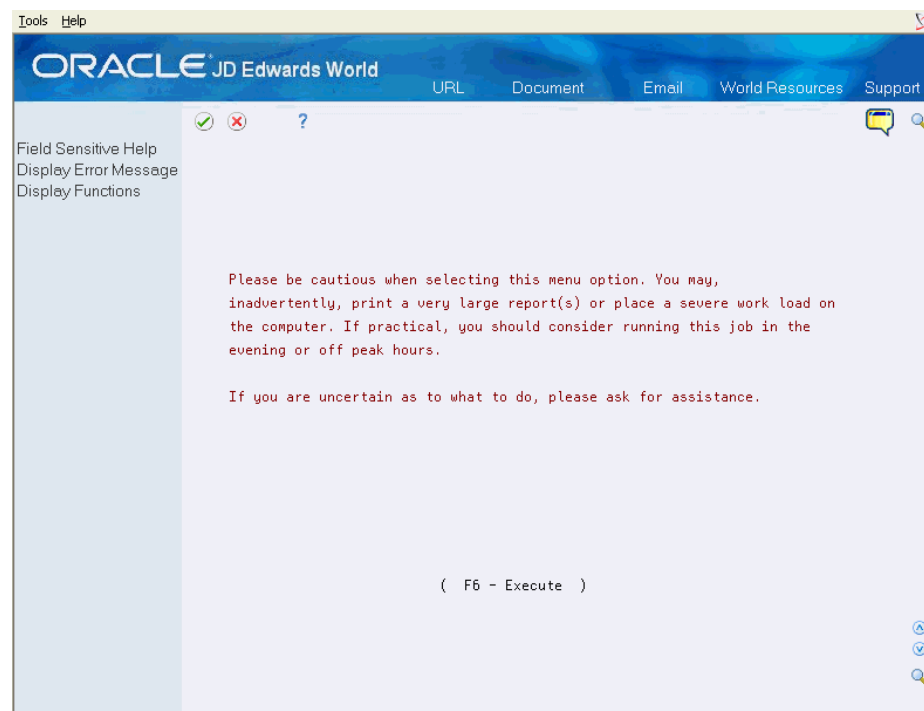 Tools Help
ORACLE JD Edwards World
URL Document Email World Resources Support
?
Field Sensitive Help
Display Error Message
Display Functions
Please be cautious when selecting this menu option. You may,
inadvertently, print a very large report(s) or place a severe work load on
the computer. If practical, you should consider running this job in the
evening or off peak hours.
If you are uncertain as to what to do, please ask for assistance.
( F6 - Execute )